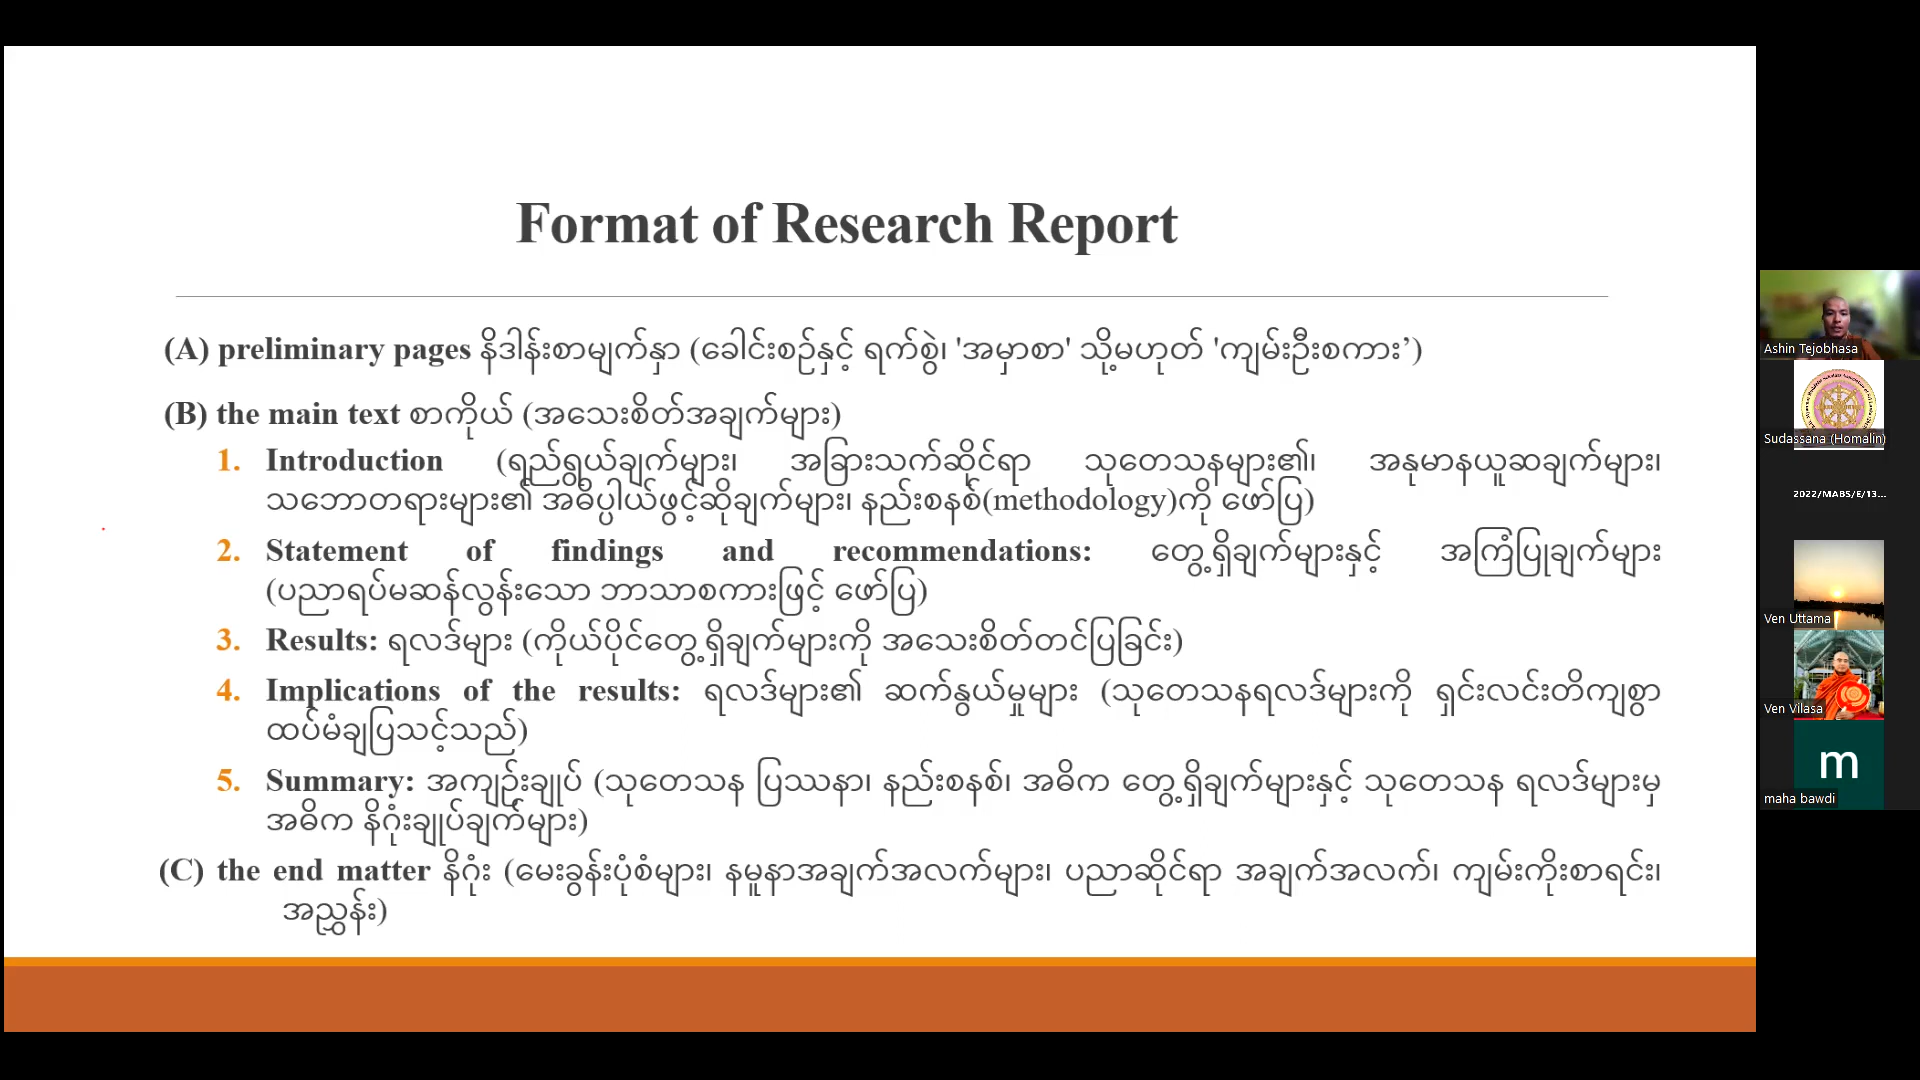 Format of Research Report
(A) preliminary pages နိဒါန်းစာမျက်နှာ (ခေါင်းစဉ်နှင့် ရက်စွဲ၊ 'အမှာစာ' သို့မဟုတ် 'ကျမ်းဦးစကား’)
(B) the main text စာကိုယ် (အသေးစိတ်အချက်များ)
1. Introduction (ရည်ရွယ်ချက်များ၊ အခြားသက်ဆိုင်ရာ သုတေသနများ၏၊ အနုမာနယူဆချက်များ၊
သဘောတရားများ၏ အဓိပ္ပါယ်ဖွင့်ဆိုချက်များ၊ နည်းစနစ်(methodology)ကို ဖော်ပြ)
2. Statement of findings and recommendations: တွေ့ရှိချက်များနှင့် အကြံပြုချက်များ
(ပညာရပ်မဆန်လွန်းသော ဘာသာစကားဖြင့် ဖော်ပြ)
3. Results: ရလဒ်များ (ကိုယ်ပိုင်တွေ့ရှိချက်များကို အသေးစိတ်တင်ပြခြင်း)
4. Implications of the results: ရလဒ်များ၏ ဆက်နွယ်မှုများ (သုတေသနရလဒ်များကို ရှင်းလင်းတိကျစွာ
ထပ်မံချပြသင့်သည်)
5. Summary: အကျဉ်းချုပ် (သုတေသန ပြဿနာ၊ နည်းစနစ်၊ အဓိက တွေ့ရှိချက်များနှင့် သုတေသန ရလဒ်များမှ
အဓိက နိဂုံးချုပ်ချက်များ)
(C) the end matter နိဂုံး (မေးခွန်းပုံစံများ၊ နမူနာအချက်အလက်များ၊ ပညာဆိုင်ရာ အချက်အလက်၊ ကျမ်းကိုးစာရင်း၊
အညွှန်း)
Ashin Tejobhasa
Sudassana (Homalin)
2022/MABS/E/13...
Ven Uttama
Ven Vilasa
m
maha bawdi